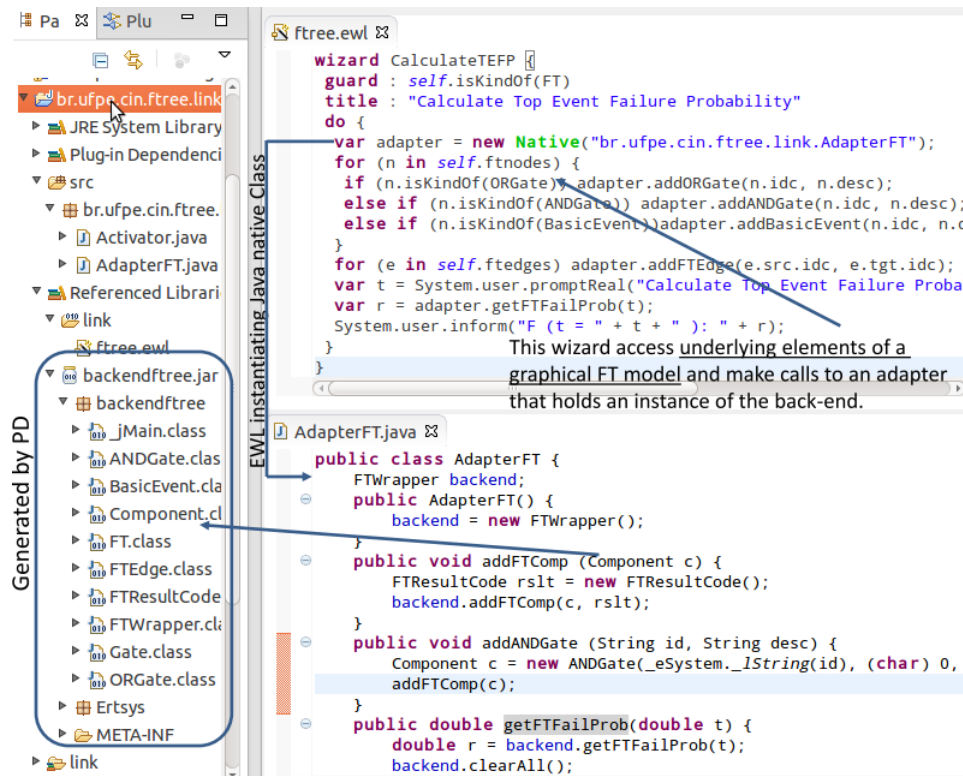 Pa Plu
br.ufpe.cin.ftree.link
JRE System Library
Plug-in Dependenci
src
br.ufpe.cin.ftree.
Activator.java
AdapterFT.java
Referenced Librari
link
ftree.ewl
backendftree.jar
backendftree
_jMain.class
ANDGate.clas
BasicEvent.cla
Component.cl
FT.class
FTEdge.class
FTResultCode
FTWrapper.cla
Gate.class
ORGate.class
Ertsys
META-INF
link
Generated by PD
EWL instantiating Java native Class
ftree.ewl
wizard CalculateTEFP {
guard : self.isKindOf(FT)
title : "Calculate Top Event Failure Probability"
do {
var adapter = new Native("br.ufpe.cin.ftree.link.AdapterFT");
for (n in self.ftnodes) {
if (n.isKindOf(ORGate)) adapter.addORGate(n.idc, n.desc);
else if (n.isKindOf(ANDGate)) adapter.addANDGate(n.idc, n.desc);
else if (n.isKindOf(BasicEvent))adapter.addBasicEvent(n.idc, n.d
}
for (e in self.ftedges) adapter.addFTEdge(e.src.idc, e.tgt.idc);
var t = System.user.promptReal("Calculate Top Event Failure Proba
var r = adapter.getFTFailProb(t);
System.user.inform("F (t = " + t + " ): " + r);
}
}
This wizard access underlying elements of a
graphical FT model and make calls to an adapter
that holds an instance of the back-end.
AdapterFT.java
public class AdapterFT {
FTWrapper backend;
public AdapterFT() {
backend = new FTWrapper();
}
public void addFTComp (Component c) {
FTResultCode rslt = new FTResultCode();
backend.addFTComp(c, rslt);
}
public void addANDGate (String id, String desc) {
Component c = new ANDGate(_eSystem._lString(id), (char) 0,
addFTComp(c);
}
public double getFTFailProb(double t) {
double r = backend.getFTFailProb(t);
backend.clearAll();